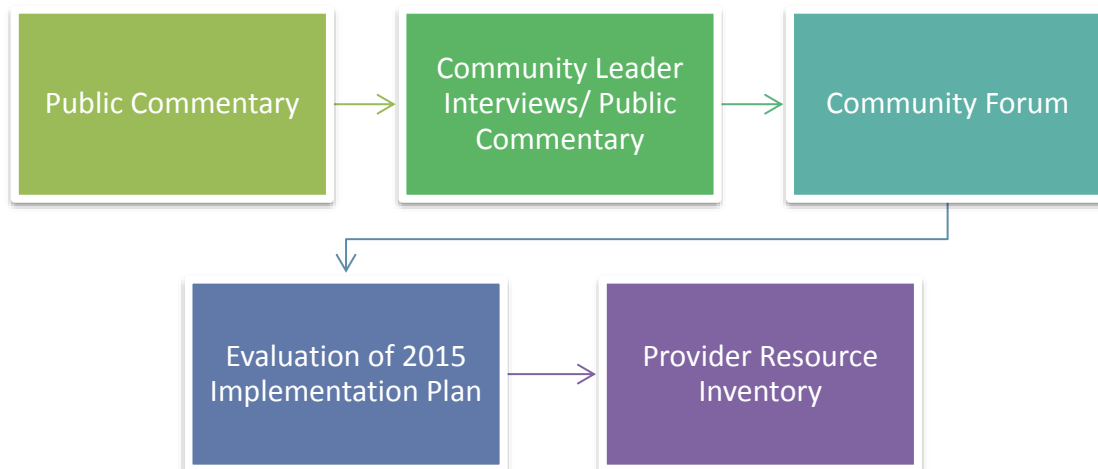 Public Commentary
Community Leader
Interviews/ Public
Commentary
Community Forum
Evaluation of 2015
Implementation Plan
Provider Resource
Inventory